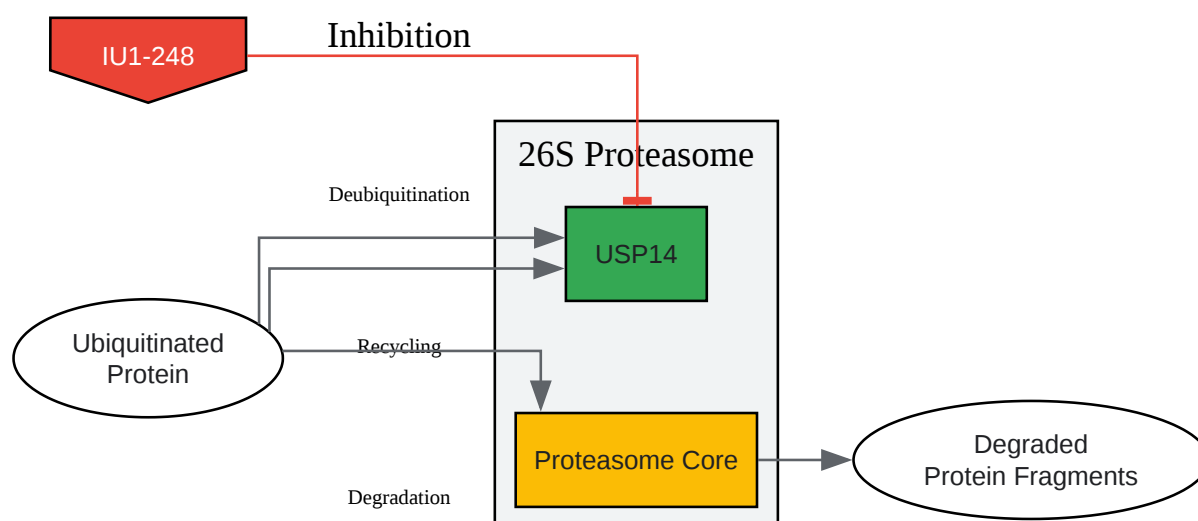 IU1-248
Inhibition
26S Proteasome
Deubiquitination
USP14
Ubiquitinated
Protein
Recycling
Proteasome Core
Degraded
Protein Fragments
Degradation